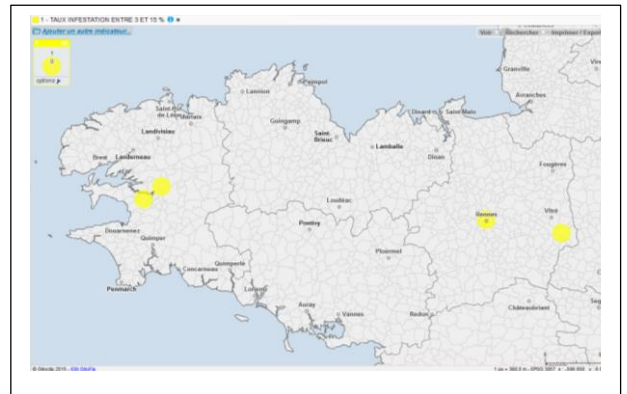 1 - TAUX INFESTATION ENTRE 3 ET 15 %
Ajouter un autre indicateur...
Voir Rechercher Imprimer / Export
1
options
Granville
Lannion
Paimpol
Avranches
Saint-Pol-de-Léon
Morlaix
Guingamp
Dinard
Saint-Malo
Landivisiau
Saint-Brieuc
Lamballe
Brest
Landerneau
Dinan
Fougères
Loudéac
Rennes
Vitré
Pontivy
Douarnenez
Quimper
Ploërmel
Quimperlé
Concarneau
Penmarch
Lorient
Châteaubriant
Auray
Vannes
Redon